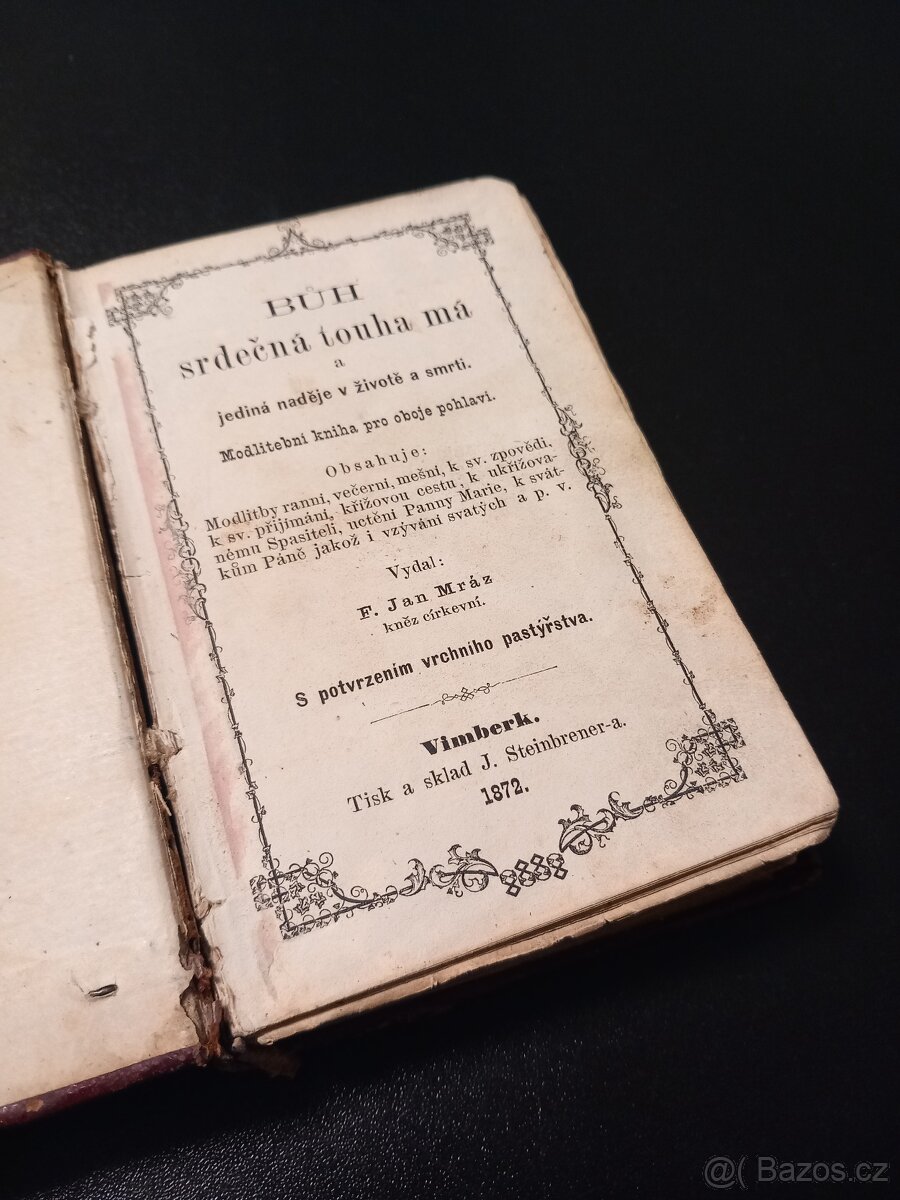 BŮH
srdečná touha má
a
jediná naděje v životě a smrti.
Modlitební kniha pro oboje pohlaví.
Obsahuje:
Modlitby ranní, večerní, mešní, k sv. zpovědi,
k sv. přijímání, křížovou cestu, k ukřižova-
nému Spasiteli, uctění Panny Marie, k svát-
kům Páně jakož i vzývání svatých a p. v.
Vydal:
F. Jan Mráz
kněz církevní.
S potvrzením vrchního pastýřstva.
Vimberk.
Tisk a sklad J. Steinbrener-a.
1872.
@( Bazos.cz